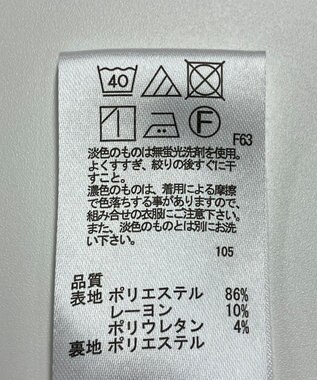 40
F F63
淡色のものは無蛍光洗剤を使用。
よくすすぎ、絞りの後すぐに干
すこと。
濃色のものは、着用による摩擦
で色落ちする事がありますので、
組み合せの衣服にご注意下さい。
また、淡色のものとは別にお洗
い下さい。
105
品質
表地 ポリエステル 86%
レーヨン 10%
ポリウレタン 4%
裏地 ポリエステル